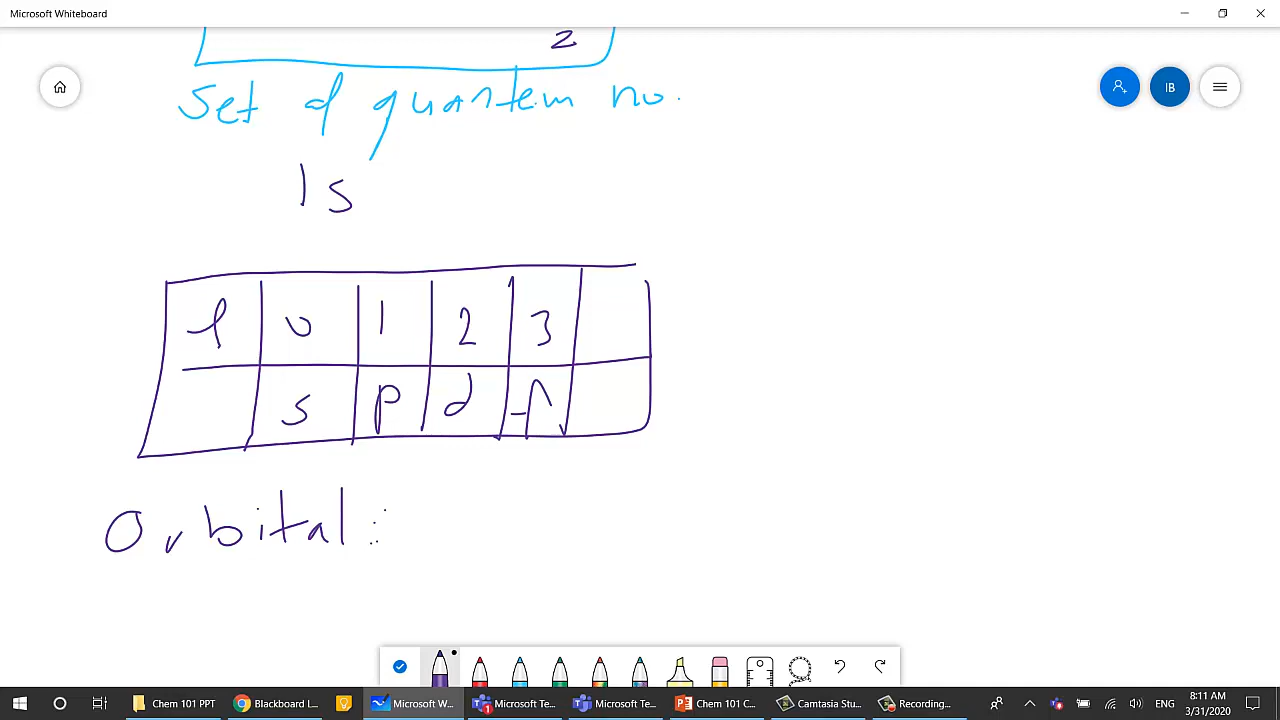 Microsoft Whiteboard
2
Set of quantem no.
IB
1s
l 0 1 2 3
s p d f
Orbital :
Chem 101 PPT
Blackboard L...
Microsoft W...
Microsoft Te...
Microsoft Te...
Chem 101 C...
Camtasia Stu...
Recording...
ENG
8:11 AM
3/31/2020